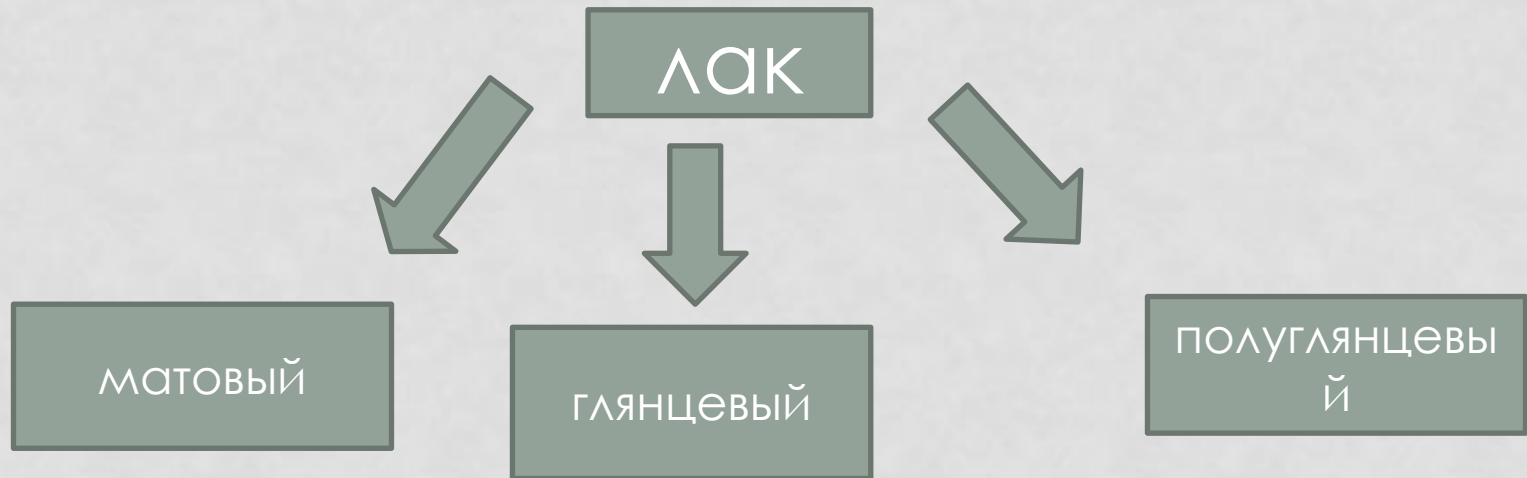 лак
матовый
глянцевый
полуглянцевы
й